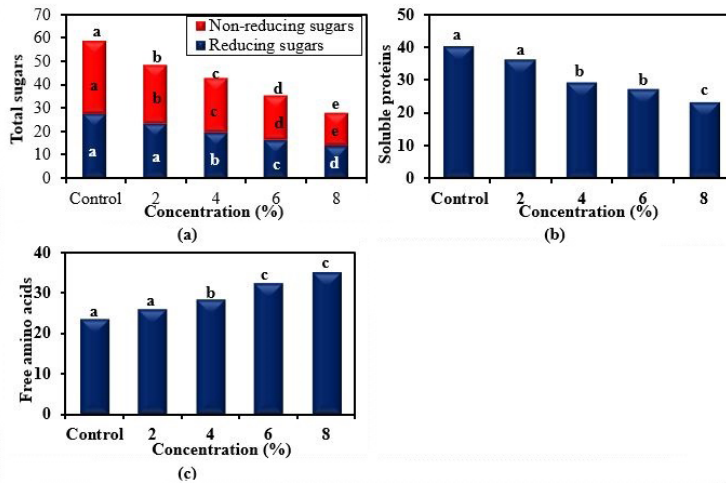 Total sugars
70
60
50
40
30
20
10
0
Non-reducing sugars
Reducing sugars
a
b
c
d
e
a
b
c
d
e
a
a
b
c
d
Control 2 4 6 8
Concentration (%)
(a)
Soluble proteins
50
40
30
20
10
0
a
a
b
b
c
Control 2 4 6 8
Concentration (%)
(b)
Free amino acids
40
30
20
10
0
a
a
b
c
c
Control 2 4 6 8
Concentration (%)
(c)